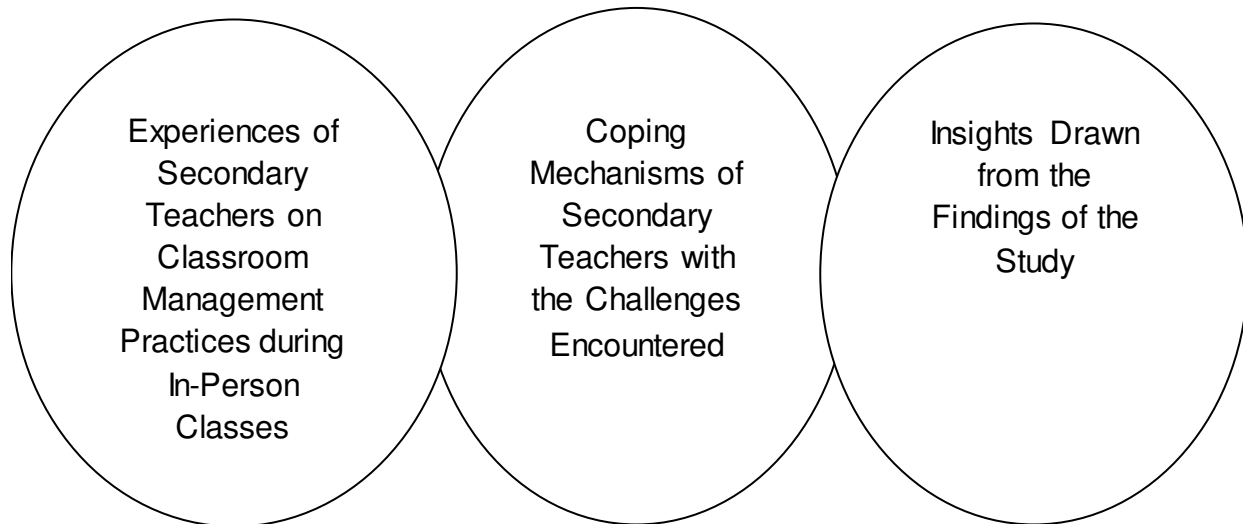 Experiences of
Secondary
Teachers on
Classroom
Management
Practices during
In-Person
Classes
Coping
Mechanisms of
Secondary
Teachers with
the Challenges
Encountered
Insights Drawn
from the
Findings of the
Study